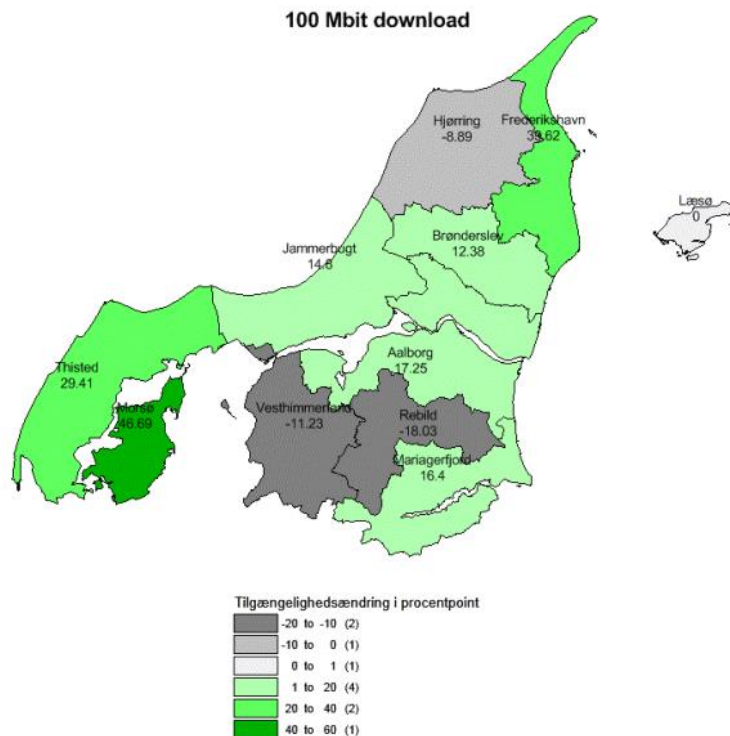 100 Mbit download
Hjørring
-8.89
Frederikshavn
39.62
Læsø
0
Brønderslev
12.38
Jammerbugt
14.8
Aalborg
17.25
Thisted
29.41
Morsø
46.69
Vesthimmerland
-11.23
Rebild
-18.03
Mariagerfjord
16.4
Tilgængelighedsændring i procentpoint
-20 to -10 (2)
-10 to 0 (1)
0 to 1 (1)
1 to 20 (4)
20 to 40 (2)
40 to 60 (1)